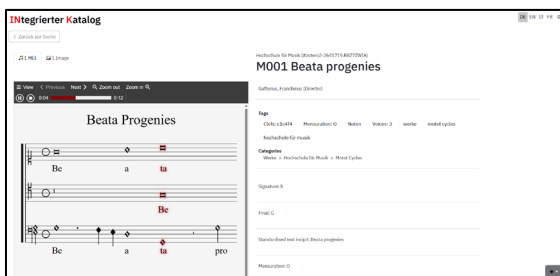 INtegrierter Katalog
DE EN IT FR
< Zurück zur Suche
1 MEI 1 Image
Hochschule für Musik
M001 Beata progenies
Gaffurius, Franchinus (Director)
View < Previous Next > Zoom out Zoom in
0:04 0:12
Beata Progenies
Be a ta
Be
Be a ta pro
Tags
Clefs: c1c4f4 Mensuration: O Noten Voices: 3 werke motet cycles
hochschule für musik
Categories
Werke > Hochschule für Musik > Motet Cycles
Signature: b
Final: G
Standardised text incipit: Beata progenies
Mensuration: O